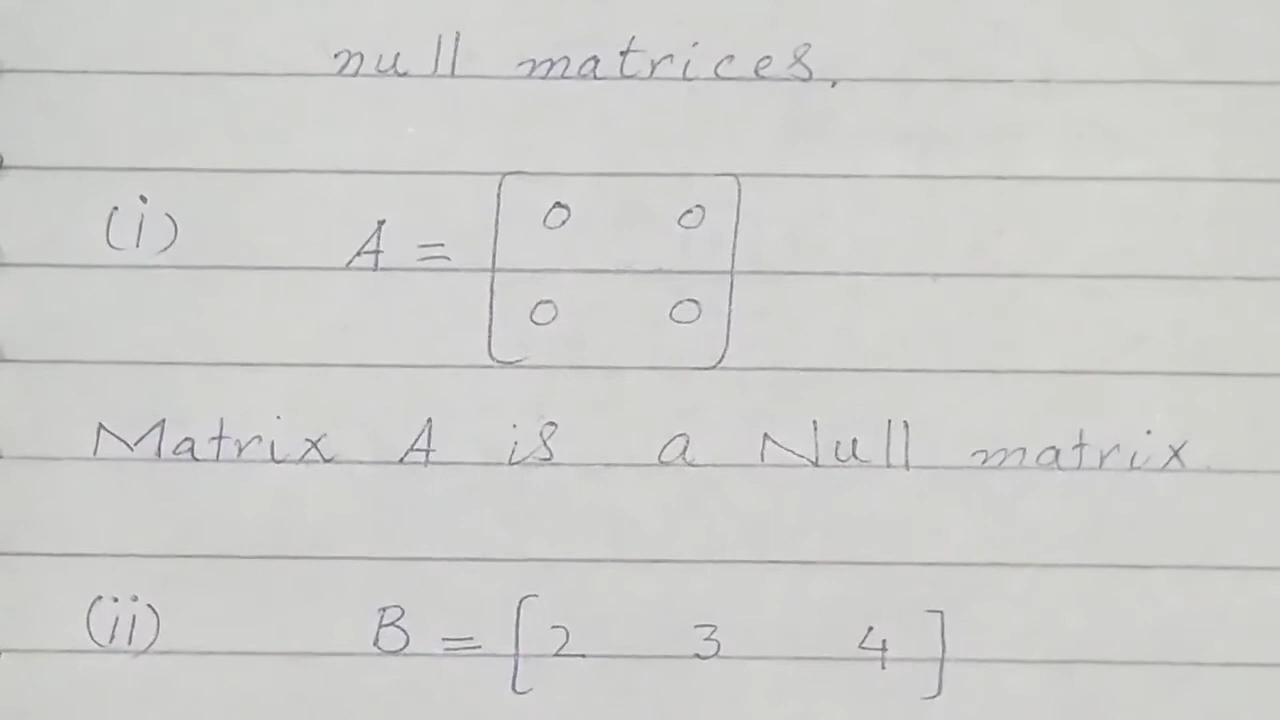 null matrices.
(i) A = [0 0
0 0]
Matrix A is a Null matrix
(ii) B = [2 3 4]